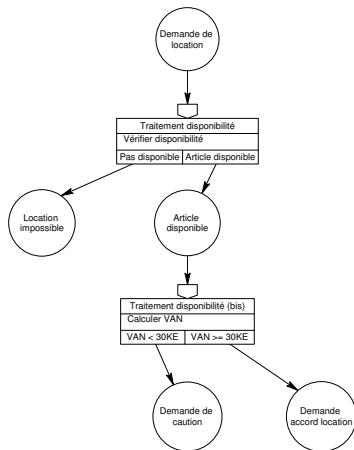 Demande de
location
Traitement disponibilité
Vérifier disponibilité
Pas disponible
Article disponible
Location
impossible
Article
disponible
Traitement disponibilité (bis)
Calculer VAN
VAN < 30KE
VAN >= 30KE
Demande de
caution
Demande
accord location